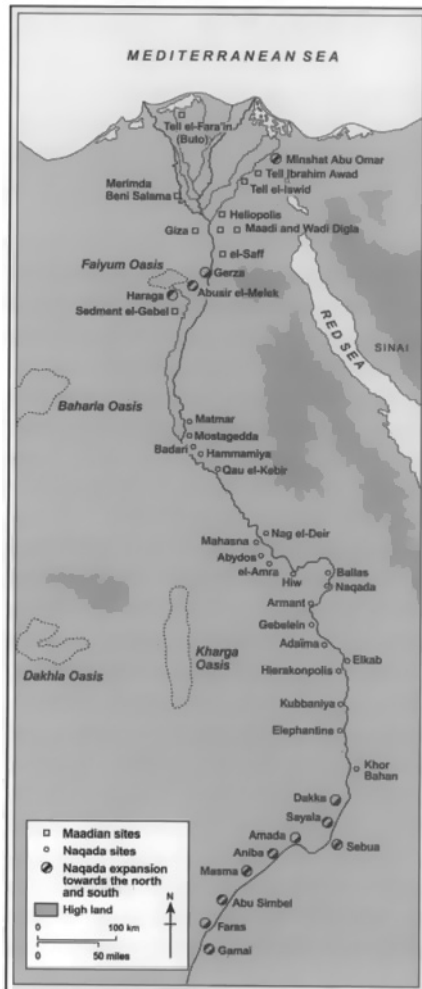 MEDITERRANEAN SEA
Tell el-Fara'in
(Buto)
Minshat Abu Omar
Tell Ibrahim Awad
Tell el-Iswid
Merimda
Beni Salama
Heliopolis
Giza
Maadi and Wadi Digla
el-Saff
Faiyum Oasis
Gerza
Haraga
Abusir el-Melek
Sedment el-Gebel
RED SEA
SINAI
Baharia Oasis
Matmar
Mostagedda
Badari
Hammamiya
Qau el-Kebir
Nag el-Deir
Mahasna
Abydos
el-Amra
Hiw
Ballas
Naqada
Armant
Gebelein
Adaïma
Elkab
Hierakonpolis
Kharga
Oasis
Dakhla Oasis
Kubbaniya
Elephantine
Khor
Bahan
Dakka
Sayala
Amada
Sebua
Aniba
Masma
Abu Simbel
Faras
Gamai
Maadian sites
Naqada sites
Naqada expansion
towards the north
and south
High land
N
0 100 km
0 50 miles